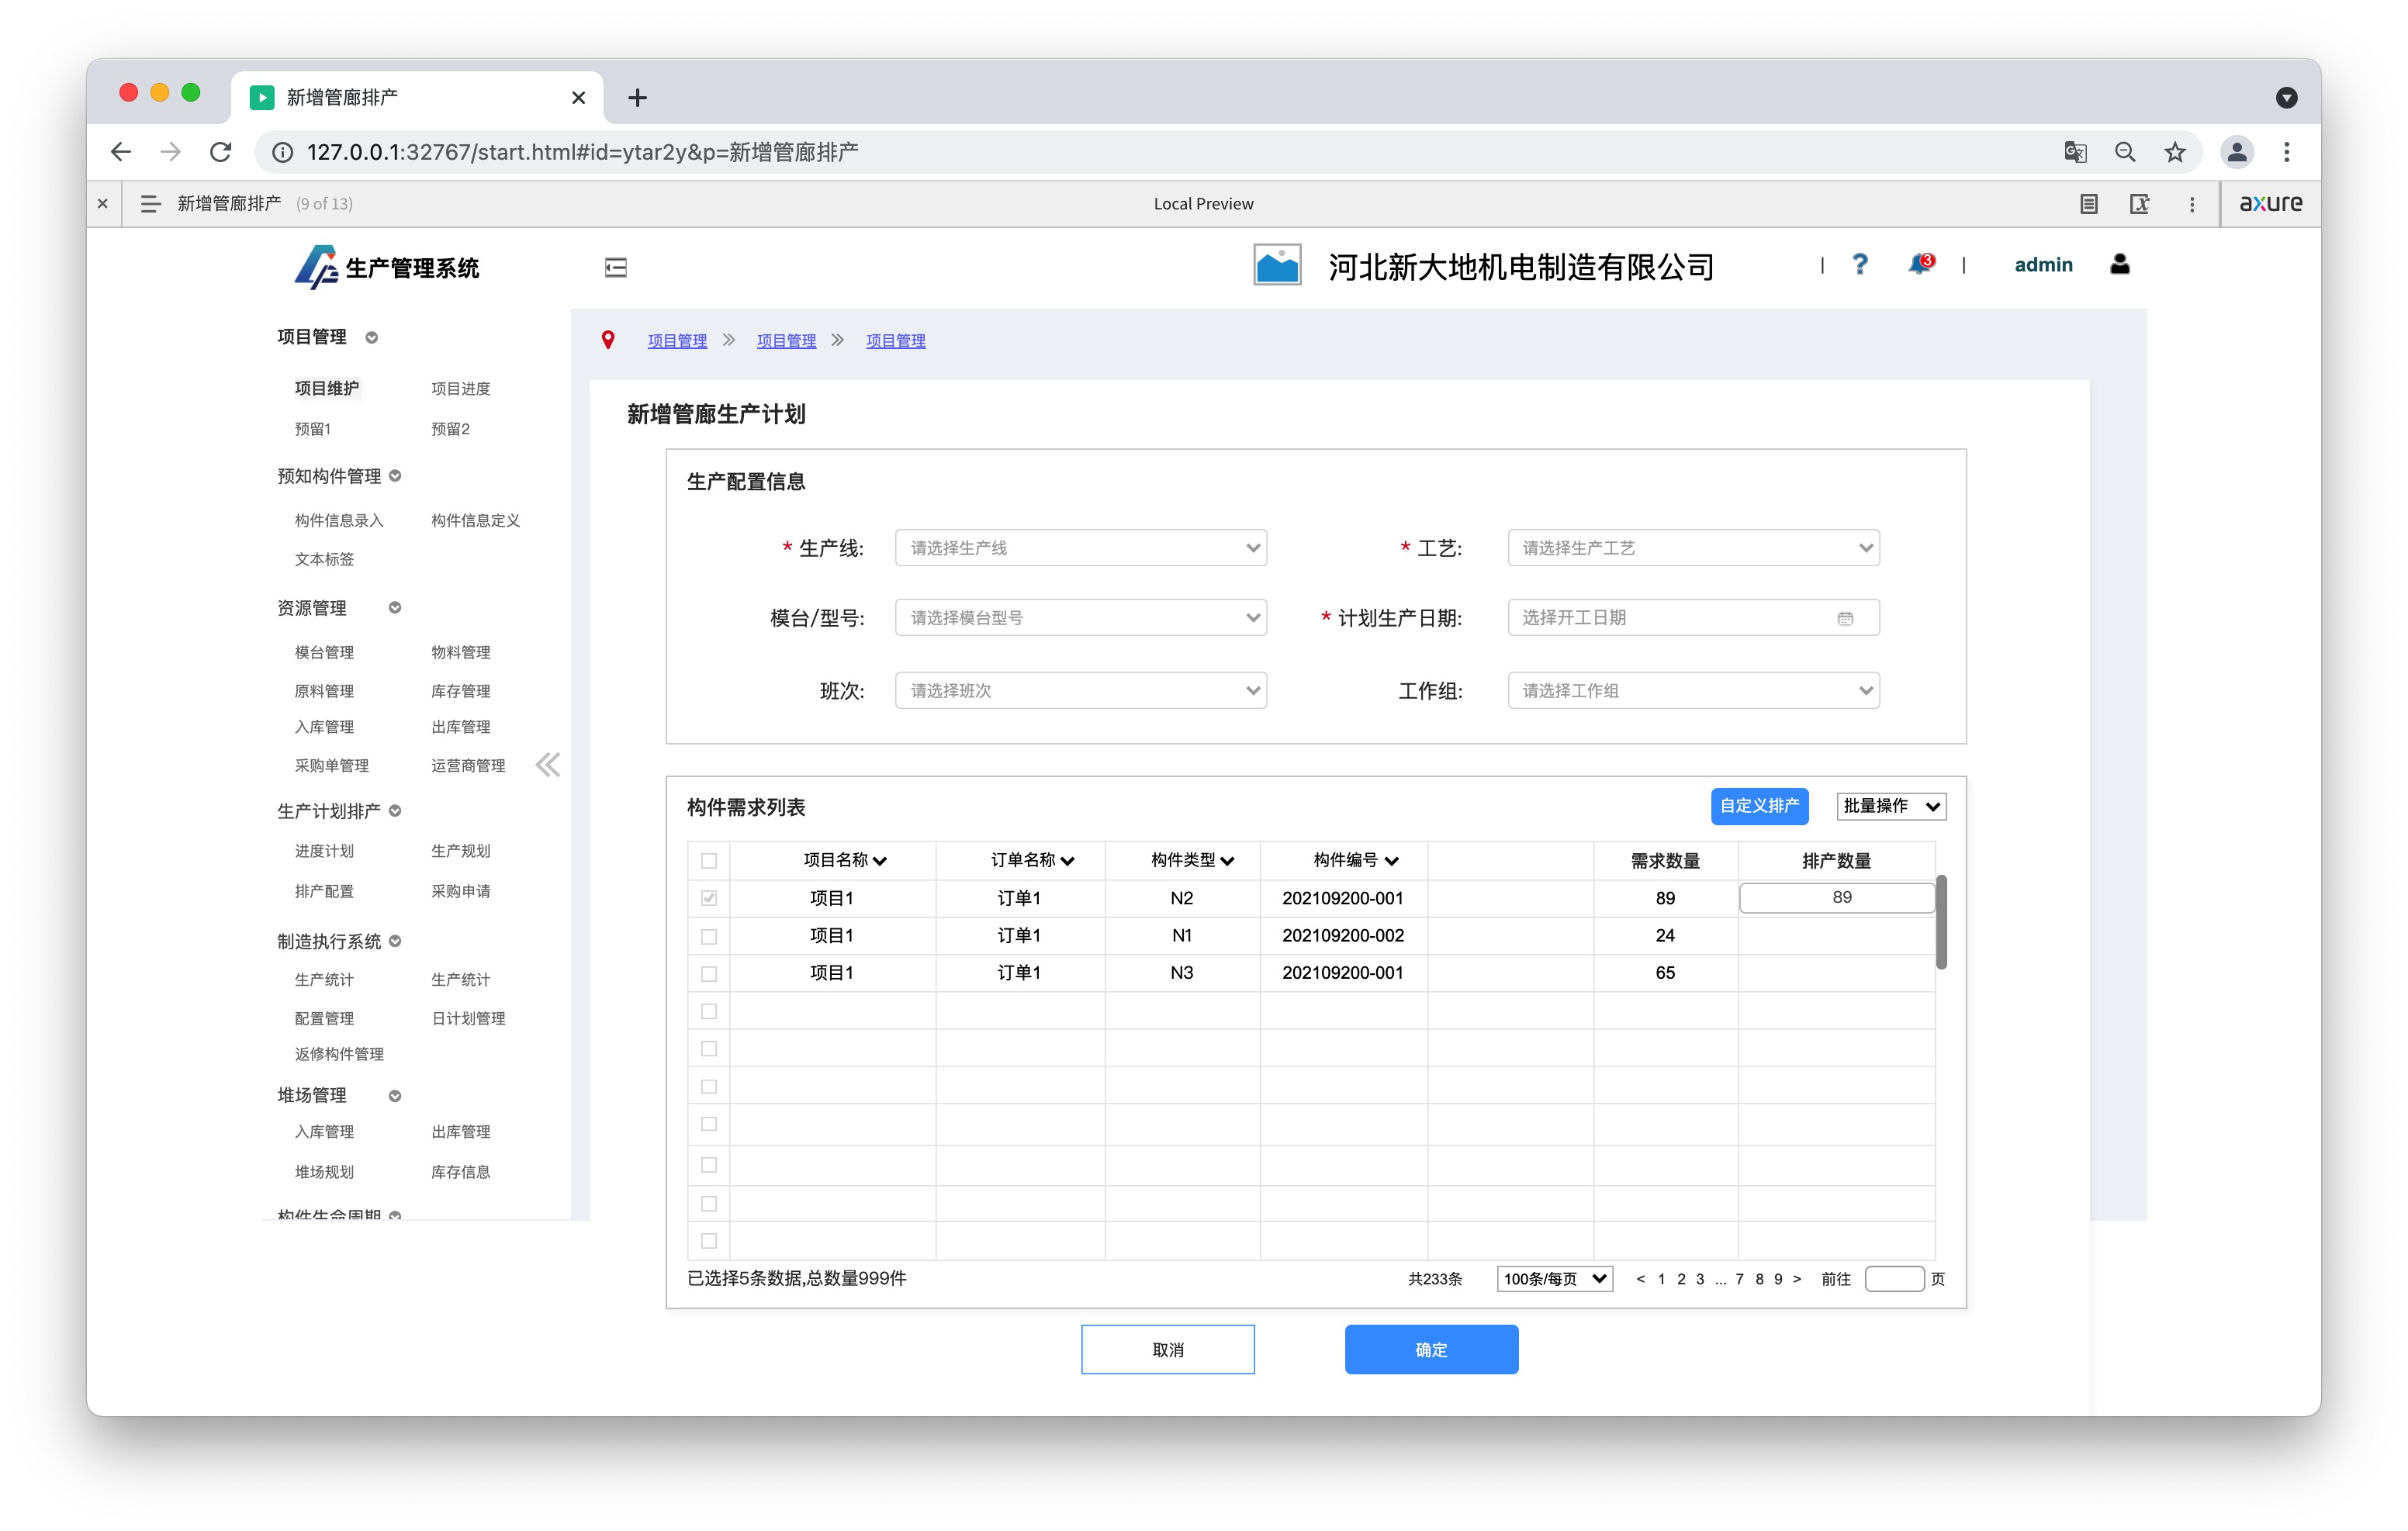 新增管廊排产
127.0.0.1:32767/start.html#id=ytar2y&p=新增管廊排产
新增管廊排产 (9 of 13) Local Preview axure
生产管理系统 河北新大地机电制造有限公司 | ? 3 | admin
项目管理
项目维护 项目进度
预留1 预留2
预知构件管理
构件信息录入 构件信息定义
文本标签
资源管理
模台管理 物料管理
原料管理 库存管理
入库管理 出库管理
采购单管理 运营商管理
生产计划排产
进度计划 生产规划
排产配置 采购申请
制造执行系统
生产统计 生产统计
配置管理 日计划管理
返修构件管理
堆场管理
入库管理 出库管理
堆场规划 库存信息
构件生命周期
项目管理 项目管理 项目管理
新增管廊生产计划
生产配置信息
* 生产线: 请选择生产线 * 工艺: 请选择生产工艺
模台/型号: 请选择模台型号 * 计划生产日期: 选择开工日期
班次: 请选择班次 工作组: 请选择工作组
构件需求列表 自定义排产 批量操作
项目名称 订单名称 构件类型 构件编号 需求数量 排产数量
项目1 订单1 N2 202109200-001 89 89
项目1 订单1 N1 202109200-002 24
项目1 订单1 N3 202109200-001 65
已选择5条数据,总数量999件 共233条 100条/每页 < 1 2 3 ... 7 8 9 > 前往 页
取消 确定